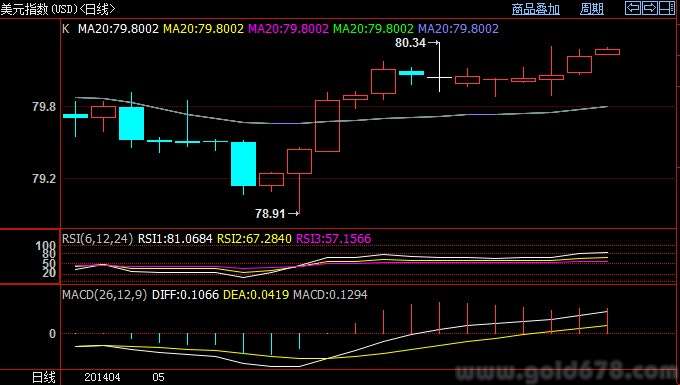 美元指数(USD)<日线> 商品叠加 周期
K MA20:79.8002 MA20:79.8002 MA20:79.8002 MA20:79.8002 MA20:79.8002
80.34
79.8
79.2
78.91
RSI(6,12,24) RSI1:81.0684 RSI2:67.2840 RSI3:57.1566
100
80
50
20
MACD(26,12,9) DIFF:0.1066 DEA:0.0419 MACD:0.1294
0
www.gold678.com
日线 201404 05